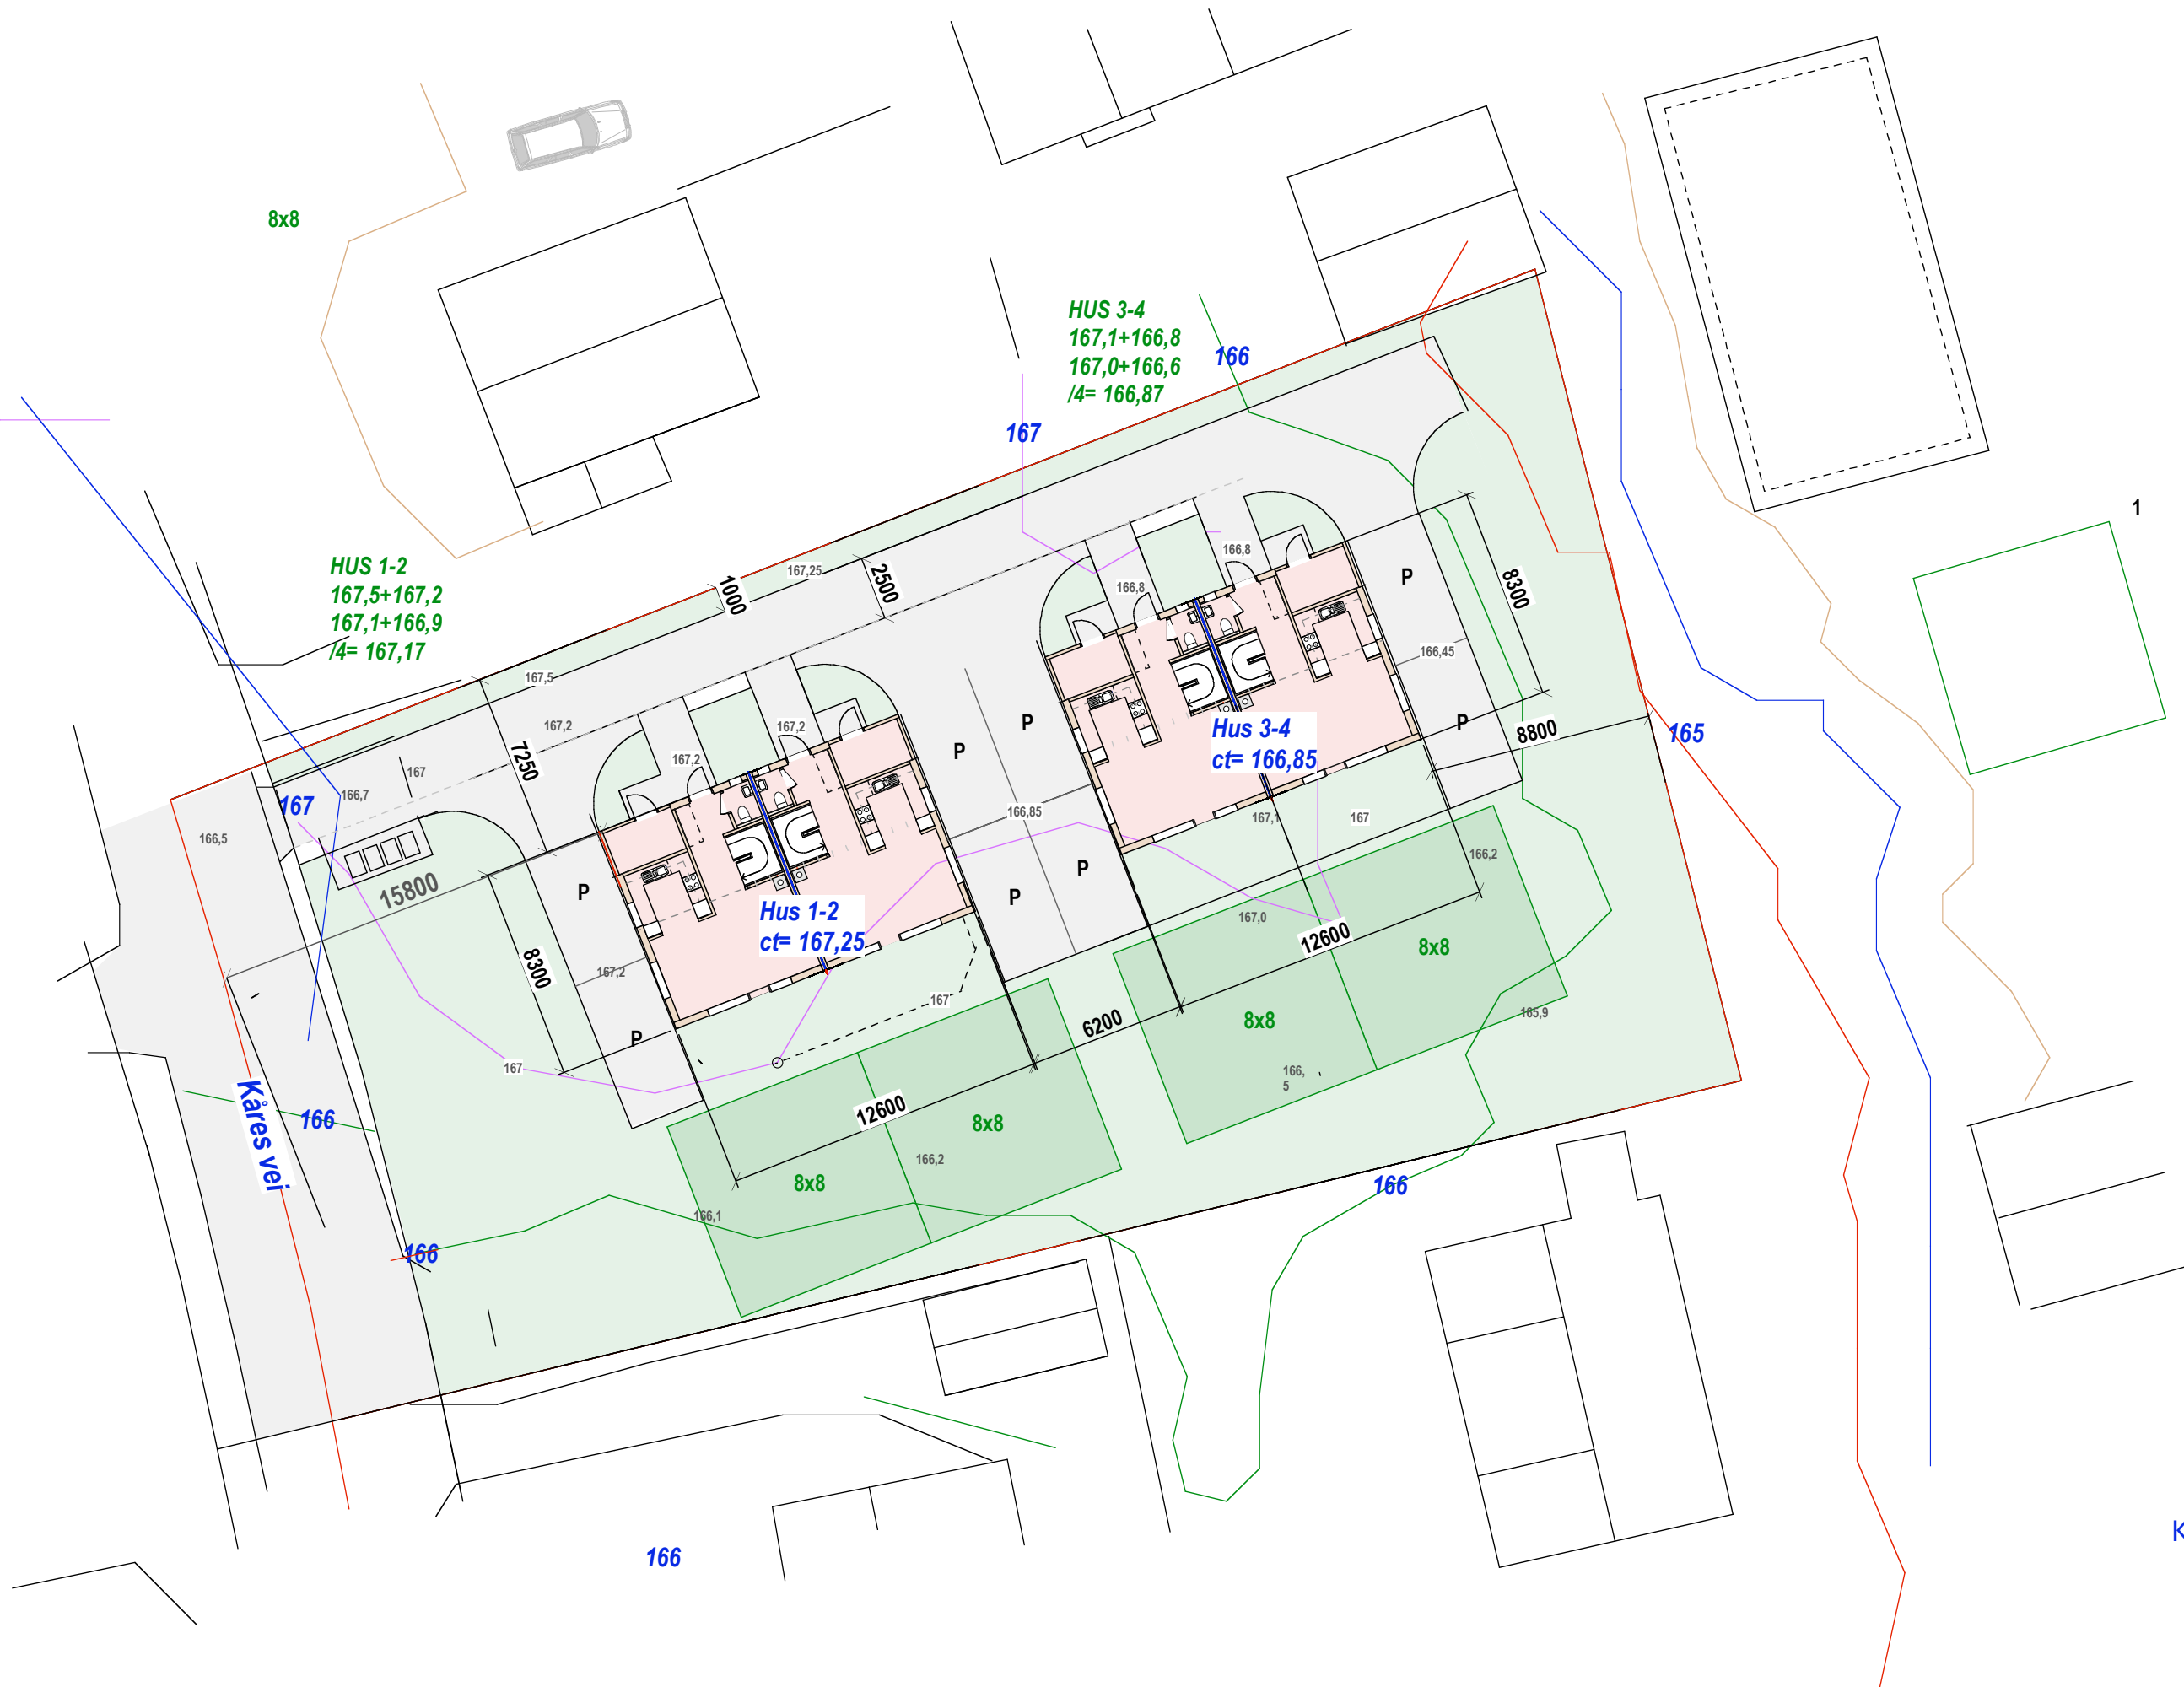 8x8
HUS 3-4
167,1+166,8
167,0+166,6
/4= 166,87
166
167
1
HUS 1-2
167,5+167,2
167,1+166,9
/4= 167,17
1000
167,25
2500
166,8
166,8
P
8300
167,5
167,2
7250
167,2
167,2
P
P
166,45
P
8800
165
Hus 3-4
ct= 166,85
167
166,7
167
166,5
15800
P
166,85
167,1
167
P
P
166,2
Hus 1-2
ct= 167,25
167,0
12600
8x8
8300
167,2
167
P
6200
8x8
165,9
167
166,
5
12600
8x8
Kåres vei
166
166,2
8x8
166
166,1
166
166
K